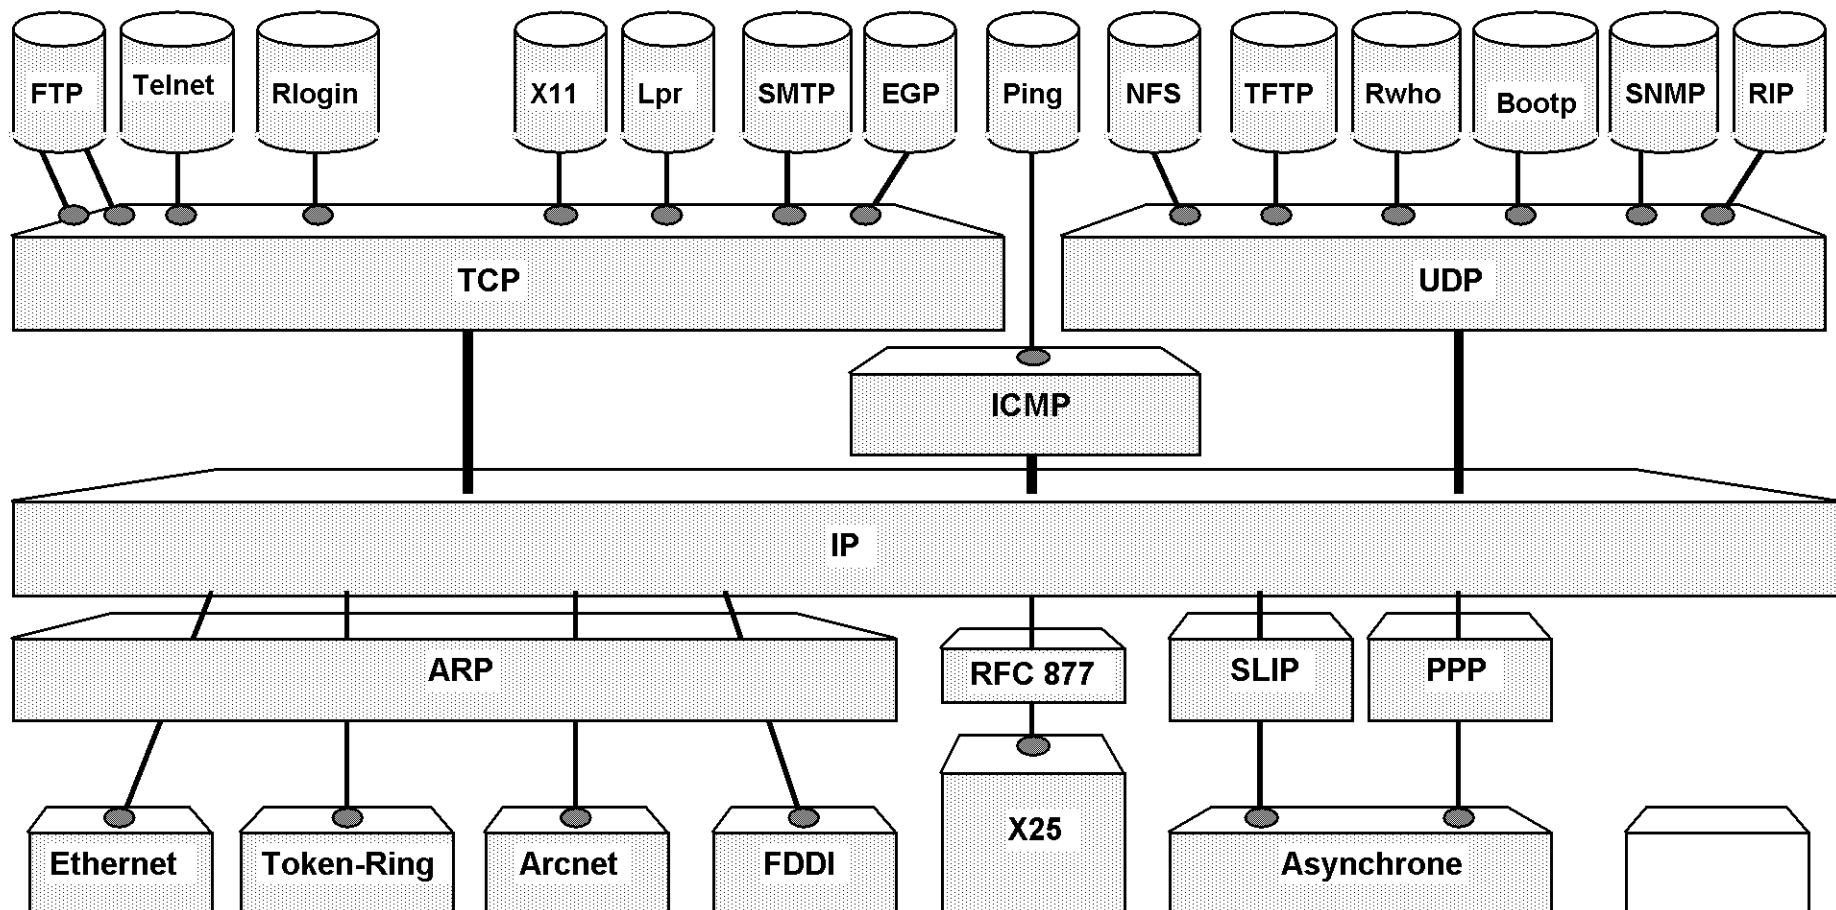 FTP
Telnet
Rlogin
X11
Lpr
SMTP
EGP
Ping
NFS
TFTP
Rwho
Bootp
SNMP
RIP
TCP
UDP
ICMP
IP
ARP
RFC 877
SLIP
PPP
Ethernet
Token-Ring
Arcnet
FDDI
X25
Asynchrone